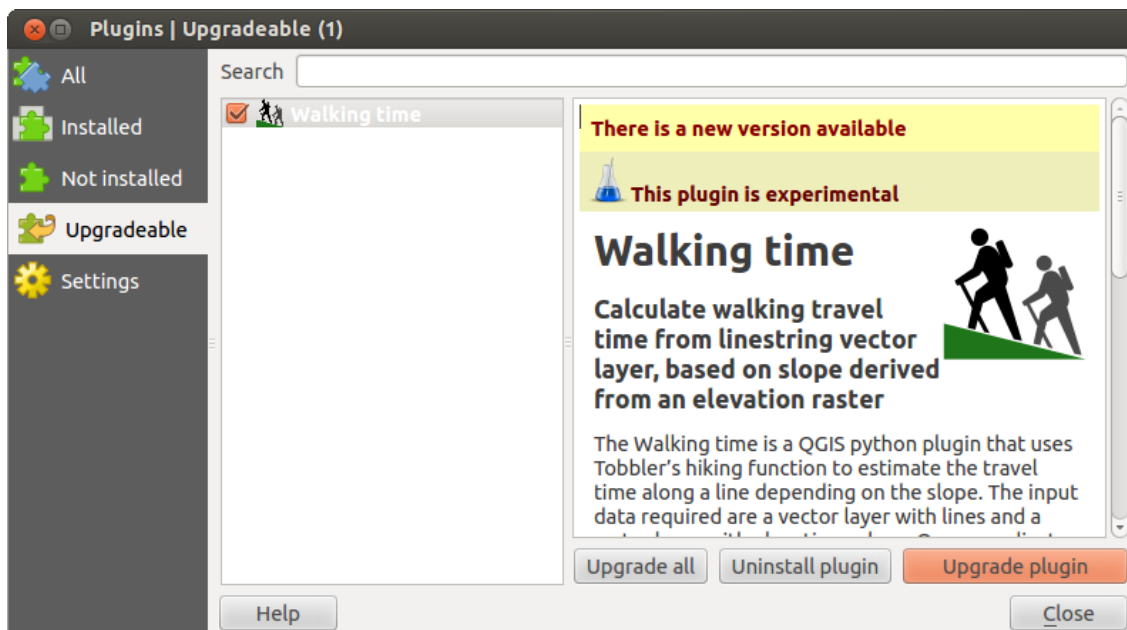 Plugins | Upgradeable (1)
All
Installed
Not installed
Upgradeable
Settings
Search
Walking time
There is a new version available
This plugin is experimental
Walking time
Calculate walking travel
time from linestring vector
layer, based on slope derived
from an elevation raster
The Walking time is a QGIS python plugin that uses
Tobbler's hiking function to estimate the travel
time along a line depending on the slope. The input
data required are a vector layer with lines and a
Upgrade all
Uninstall plugin
Upgrade plugin
Help
Close